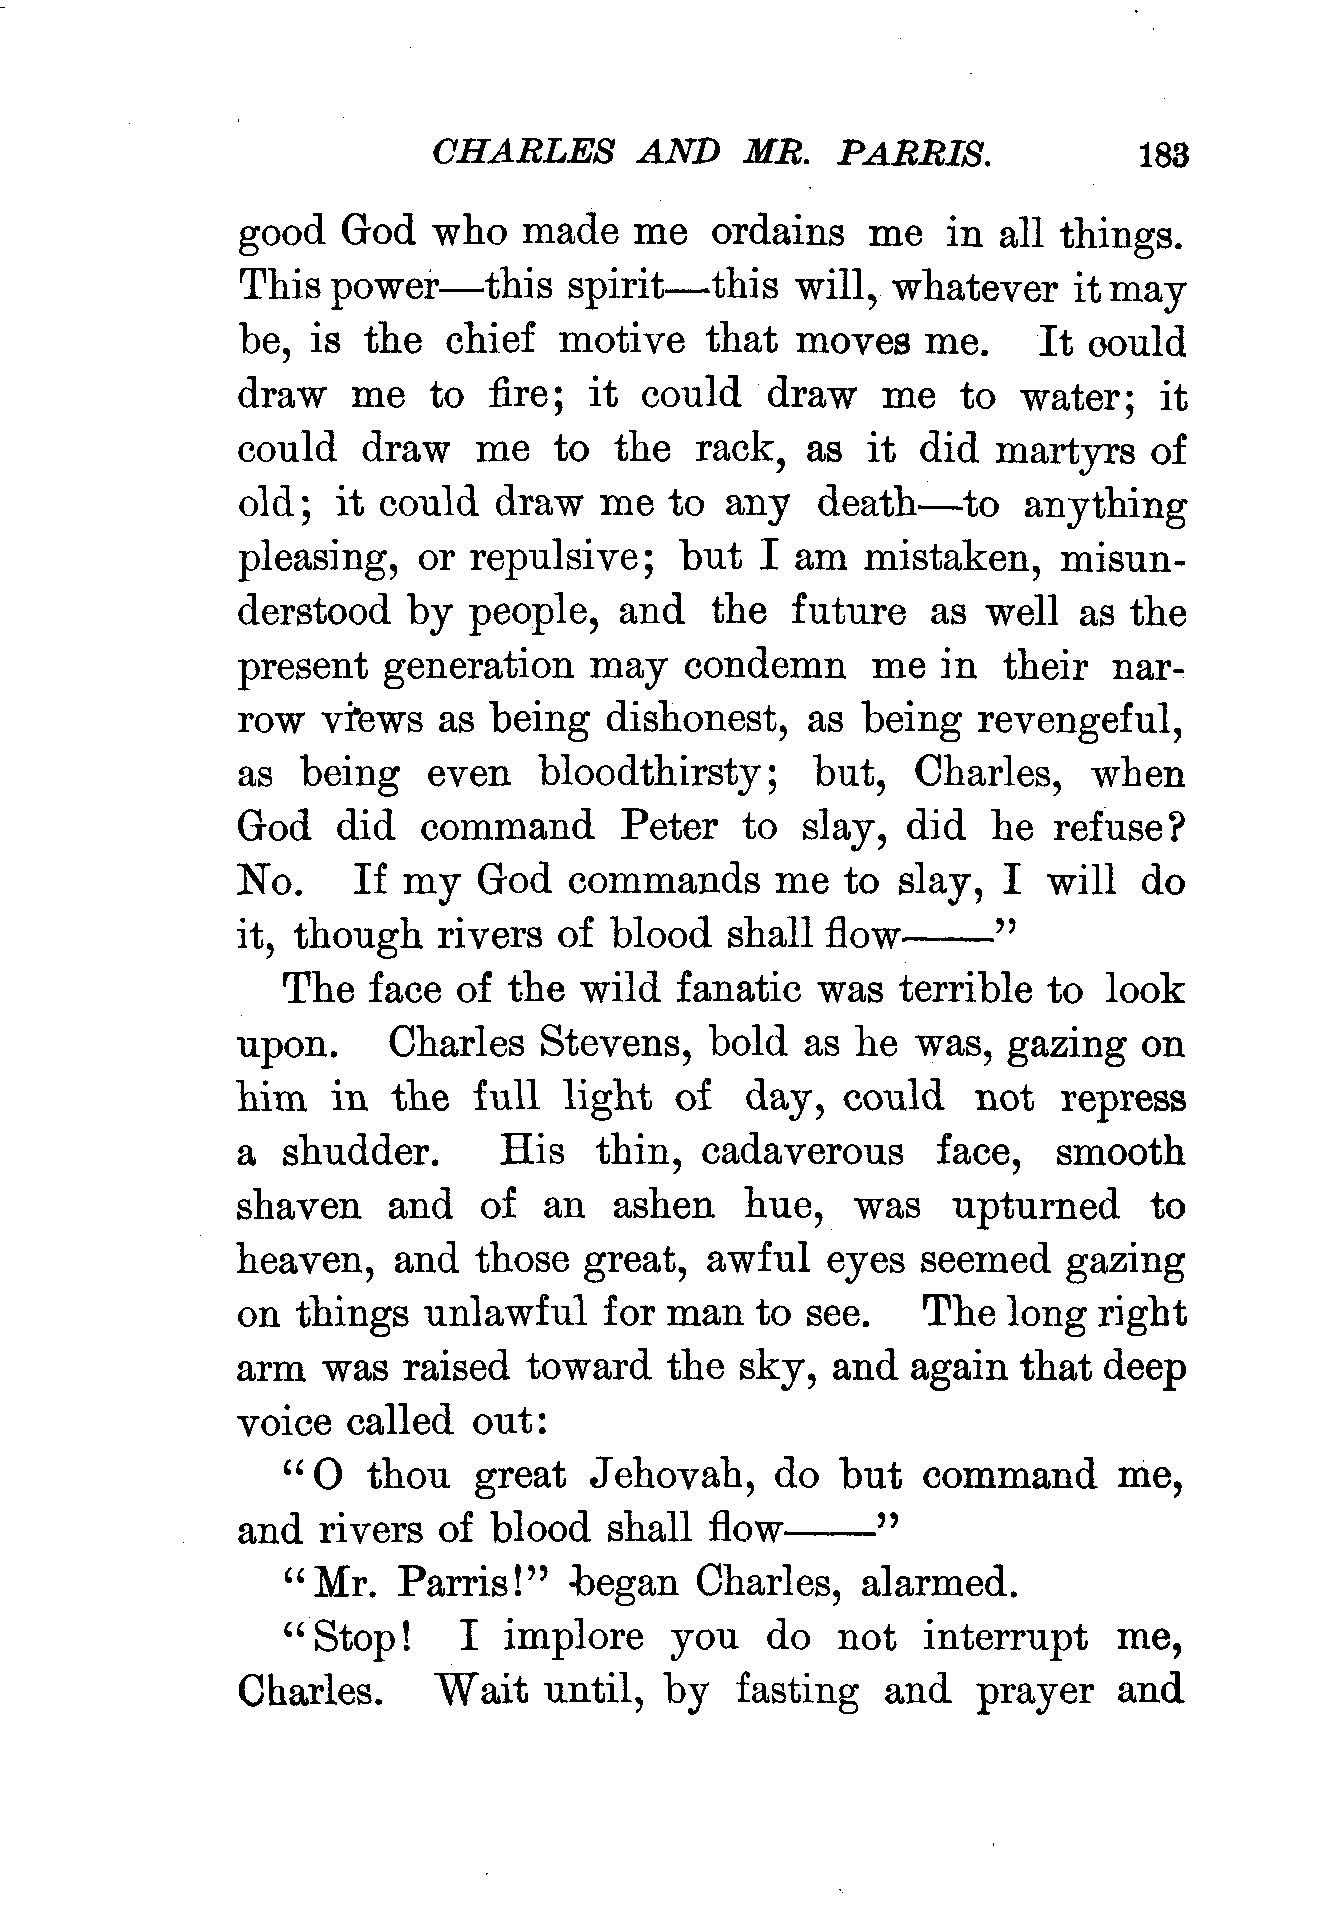 CHARLES AND MR. PARRIS. 183
good God who made me ordains me in all things.
This power—this spirit—this will, whatever it may
be, is the chief motive that moves me. It could
draw me to fire; it could draw me to water; it
could draw me to the rack, as it did martyrs of
old; it could draw me to any death—to anything
pleasing, or repulsive; but I am mistaken, misun-
derstood by people, and the future as well as the
present generation may condemn me in their nar-
row views as being dishonest, as being revengeful,
as being even bloodthirsty; but, Charles, when
God did command Peter to slay, did he refuse?
No. If my God commands me to slay, I will do
it, though rivers of blood shall flow——"
The face of the wild fanatic was terrible to look
upon. Charles Stevens, bold as he was, gazing on
him in the full light of day, could not repress
a shudder. His thin, cadaverous face, smooth
shaven and of an ashen hue, was upturned to
heaven, and those great, awful eyes seemed gazing
on things unlawful for man to see. The long right
arm was raised toward the sky, and again that deep
voice called out:
"O thou great Jehovah, do but command me,
and rivers of blood shall flow——"
"Mr. Parris!" began Charles, alarmed.
"Stop! I implore you do not interrupt me,
Charles. Wait until, by fasting and prayer and